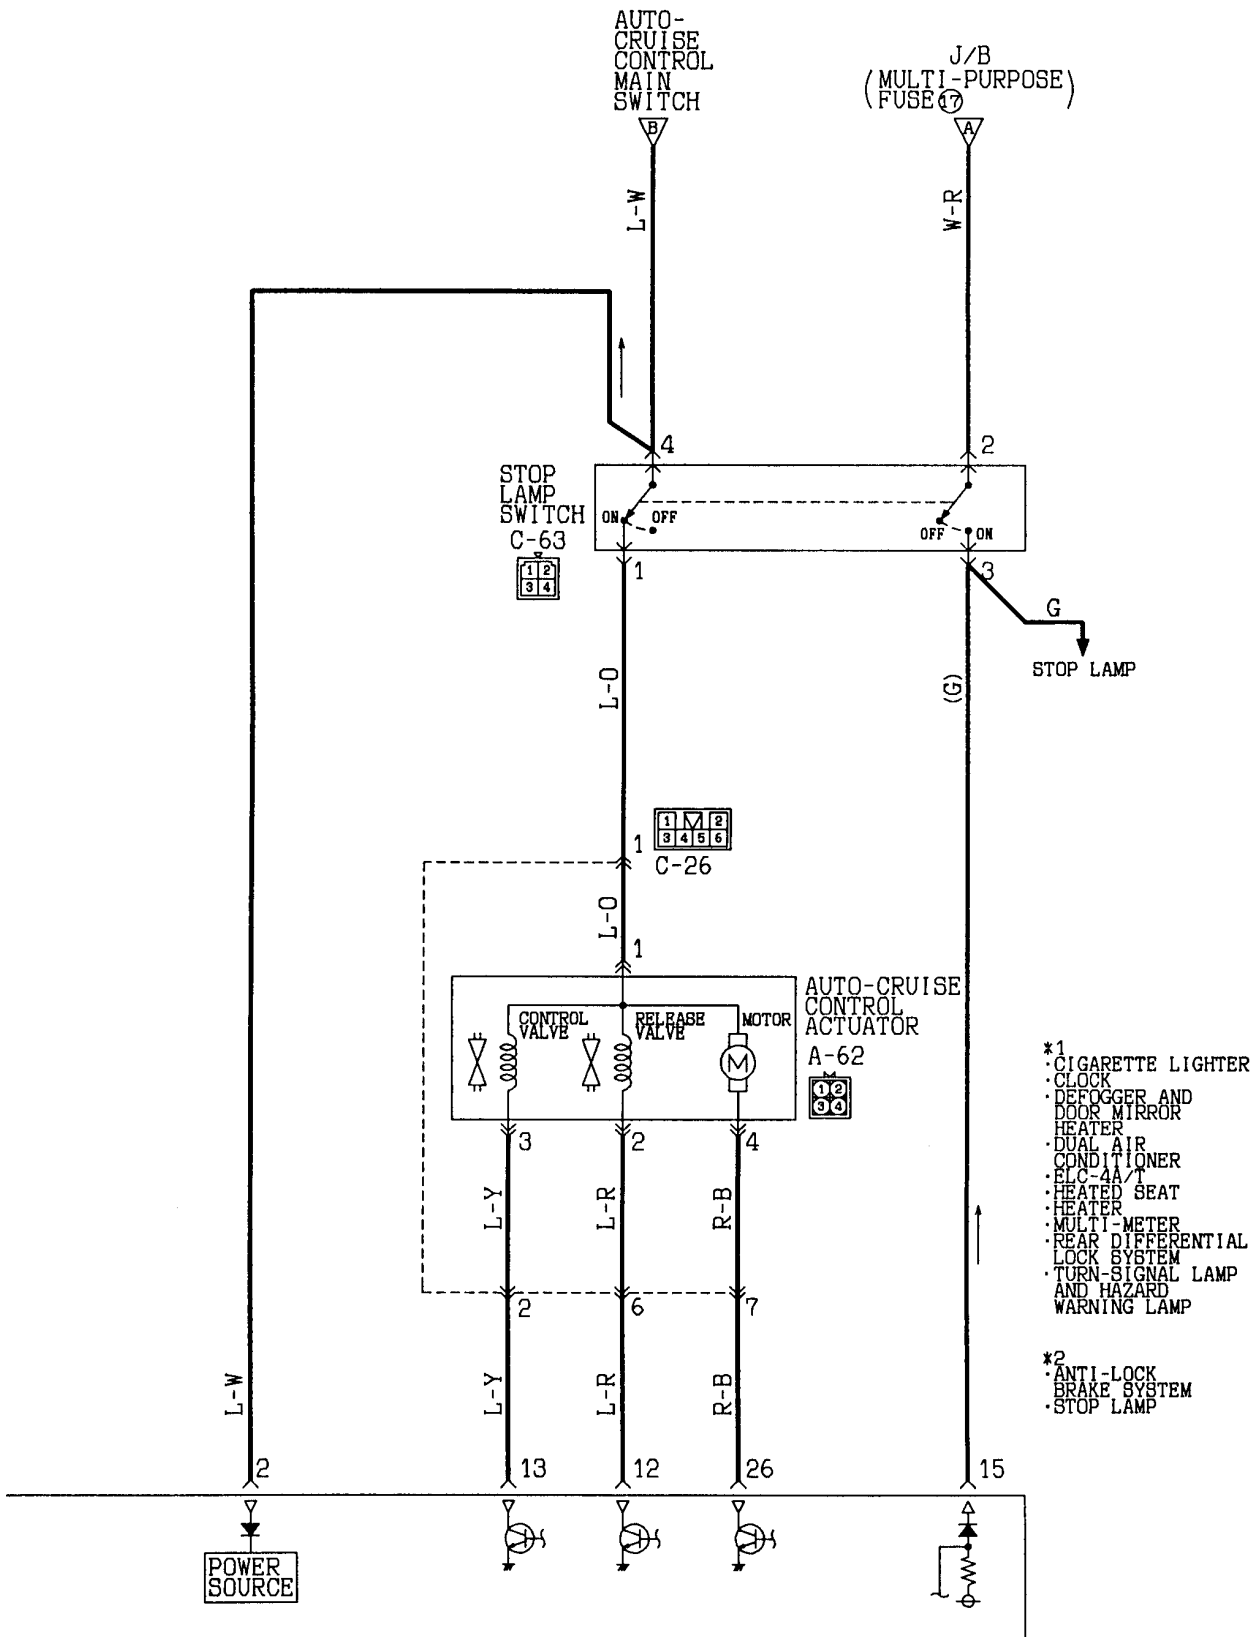 AUTO-
CRUISE
CONTROL
MAIN
SWITCH
J/B
(MULTI-PURPOSE)
FUSE 17
B
A
L-W
W-R
4
2
STOP
LAMP
SWITCH
C-63
1 2
3 4
ON
OFF
OFF
ON
1
3
G
STOP LAMP
L-O
(G)
1
1 2
3 4 5 6
C-26
L-O
1
AUTO-CRUISE
CONTROL
ACTUATOR
A-62
1 2
3 4
CONTROL
VALVE
RELEASE
VALVE
MOTOR
M
3
2
4
L-Y
L-R
R-B
2
6
7
L-W
L-Y
L-R
R-B
*1
·CIGARETTE LIGHTER
·CLOCK
·DEFOGGER AND
DOOR MIRROR
HEATER
·DUAL AIR
CONDITIONER
·ELC-4A/T
·HEATED SEAT
·HEATER
·MULTI-METER
·REAR DIFFERENTIAL
LOCK SYSTEM
·TURN-SIGNAL LAMP
AND HAZARD
WARNING LAMP
*2
·ANTI-LOCK
BRAKE SYSTEM
·STOP LAMP
2
13
12
26
15
POWER
SOURCE